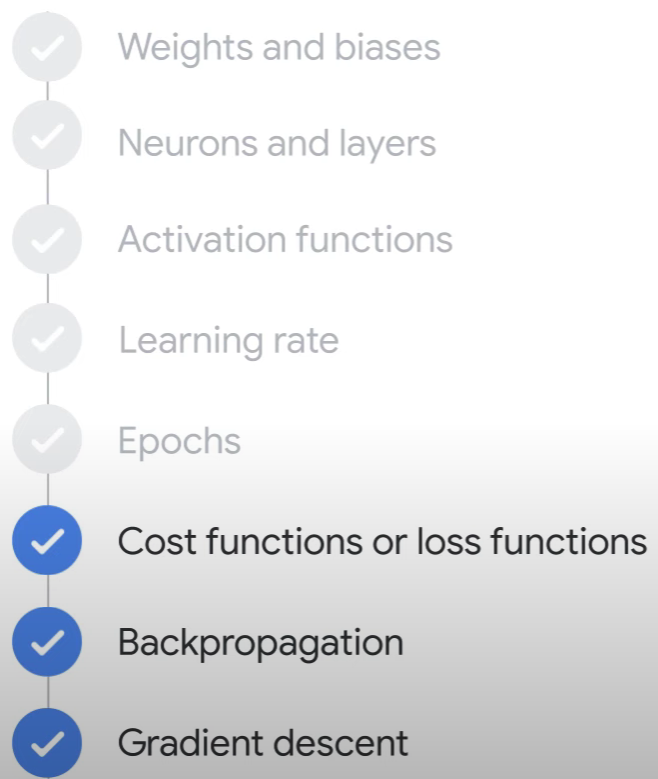 Weights and biases
Neurons and layers
Activation functions
Learning rate
Epochs
Cost functions or loss functions
Backpropagation
Gradient descent